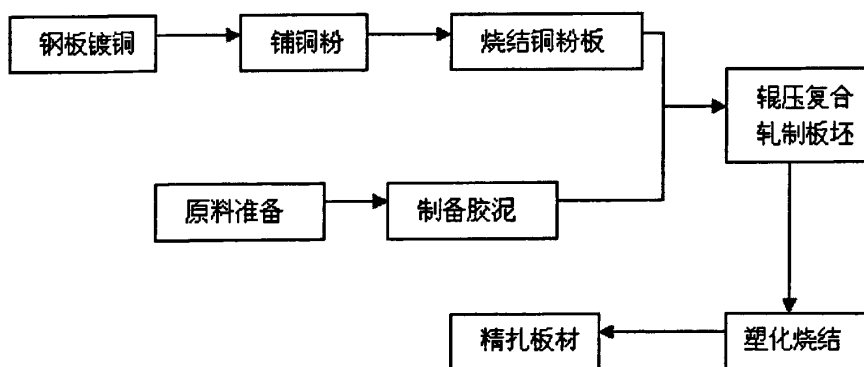 钢板镀铜
铺铜粉
烧结铜粉板
辊压复合
轧制板坯
原料准备
制备胶泥
精扎板材
塑化烧结